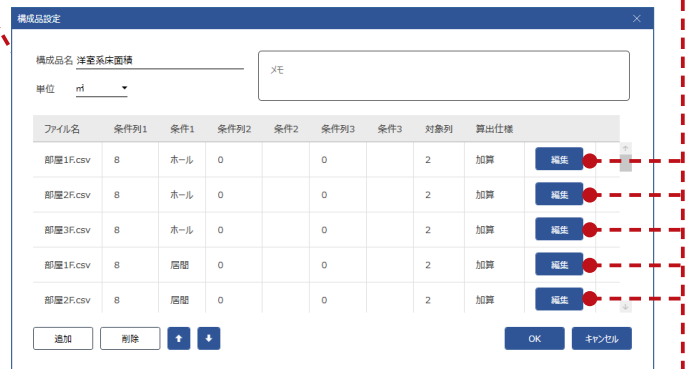 構成品設定
構成品名 洋室系床面積
メモ
単位 ㎡
ファイル名 条件列1 条件1 条件列2 条件2 条件列3 条件3 対象列 算出仕様
部屋1F.csv 8 ホール 0 0 2 加算 編集
部屋2F.csv 8 ホール 0 0 2 加算 編集
部屋3F.csv 8 ホール 0 0 2 加算 編集
部屋1F.csv 8 居間 0 0 2 加算 編集
部屋2F.csv 8 居間 0 0 2 加算 編集
追加 削除 OK キャンセル